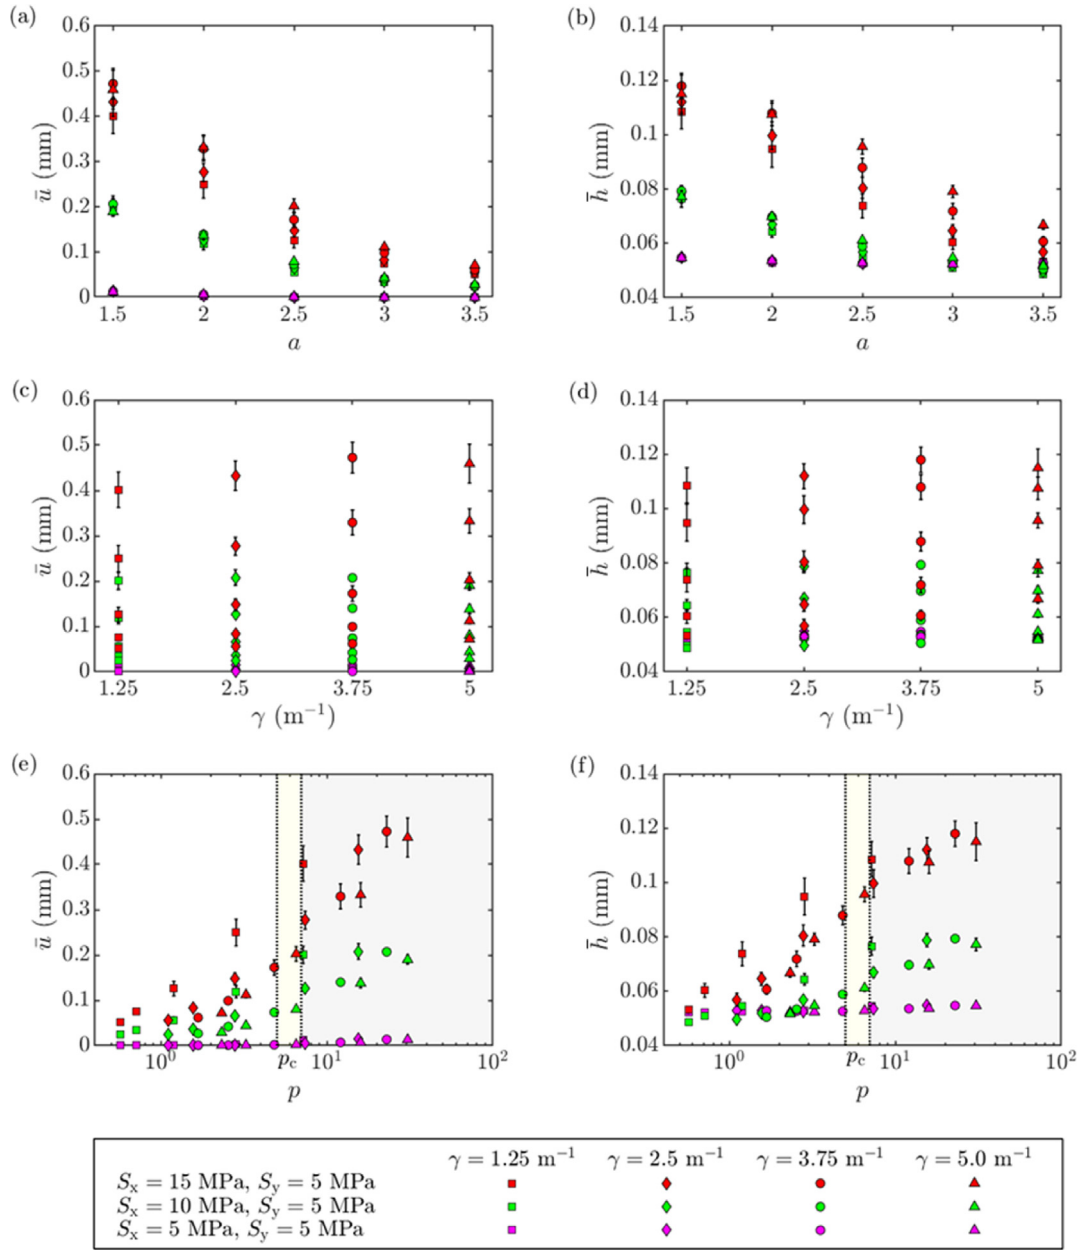 (a)
0.6
0.5
0.4
0.3
0.2
0.1
0
ū (mm)
1.5 2 2.5 3 3.5
a
(b)
0.14
0.12
0.1
0.08
0.06
0.04
h̄ (mm)
1.5 2 2.5 3 3.5
a
(c)
0.6
0.5
0.4
0.3
0.2
0.1
0
ū (mm)
1.25 2.5 3.75 5
γ (m⁻¹)
(d)
0.14
0.12
0.1
0.08
0.06
0.04
h̄ (mm)
1.25 2.5 3.75 5
γ (m⁻¹)
(e)
0.6
0.5
0.4
0.3
0.2
0.1
0
ū (mm)
10⁰ p_c 10¹ 10²
p
(f)
0.14
0.12
0.1
0.08
0.06
0.04
h̄ (mm)
10⁰ p_c 10¹ 10²
p
γ = 1.25 m⁻¹ γ = 2.5 m⁻¹ γ = 3.75 m⁻¹ γ = 5.0 m⁻¹
Sₓ = 15 MPa, S_y = 5 MPa
Sₓ = 10 MPa, S_y = 5 MPa
Sₓ = 5 MPa, S_y = 5 MPa